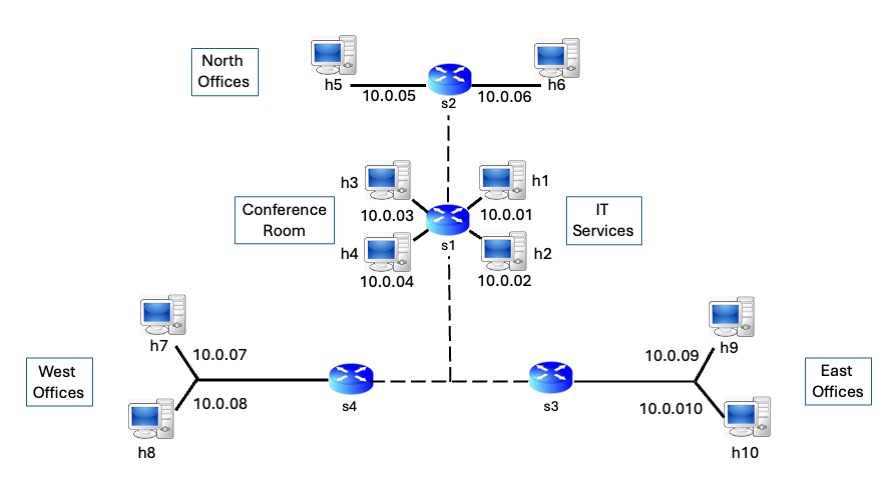 North
Offices
h5
h6
10.0.05
10.0.06
s2
h3
h1
Conference
Room
10.0.03
10.0.01
IT
Services
s1
h4
h2
10.0.04
10.0.02
h7
h9
10.0.07
10.0.09
West
Offices
East
Offices
10.0.08
s4
s3
10.0.010
h8
h10